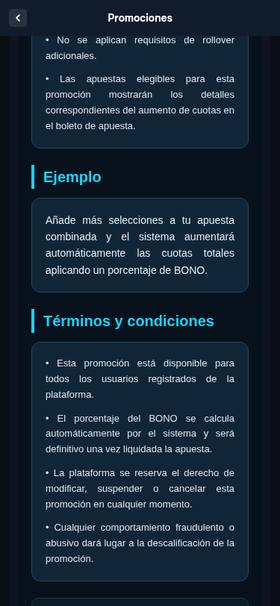 Promociones
• No se aplican requisitos de rollover
adicionales.
• Las apuestas elegibles para esta
promoción mostrarán los detalles
correspondientes del aumento de cuotas en
el boleto de apuesta.
Ejemplo
Añade más selecciones a tu apuesta
combinada y el sistema aumentará
automáticamente las cuotas totales
aplicando un porcentaje de BONO.
Términos y condiciones
• Esta promoción está disponible para
todos los usuarios registrados de la
plataforma.
• El porcentaje del BONO se calcula
automáticamente por el sistema y será
definitivo una vez liquidada la apuesta.
• La plataforma se reserva el derecho de
modificar, suspender o cancelar esta
promoción en cualquier momento.
• Cualquier comportamiento fraudulento o
abusivo dará lugar a la descalificación de la
promoción.